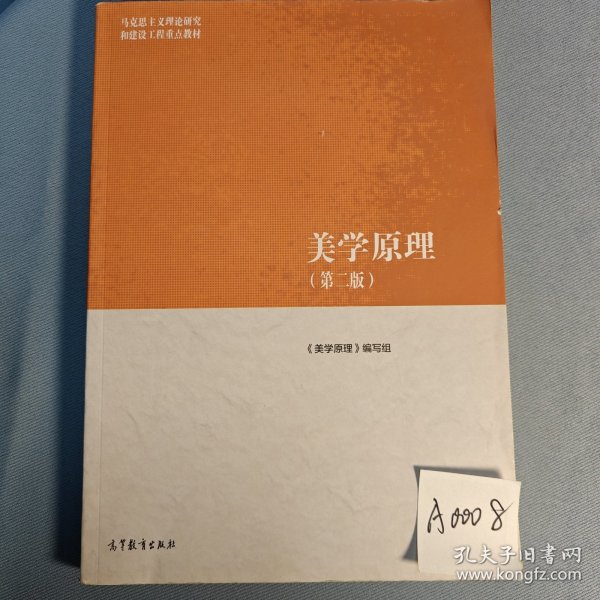 马克思主义理论研究
和建设工程重点教材
美学原理
（第二版）
《美学原理》编写组
A0008
高等教育出版社
孔夫子旧书网
www.kongfz.com